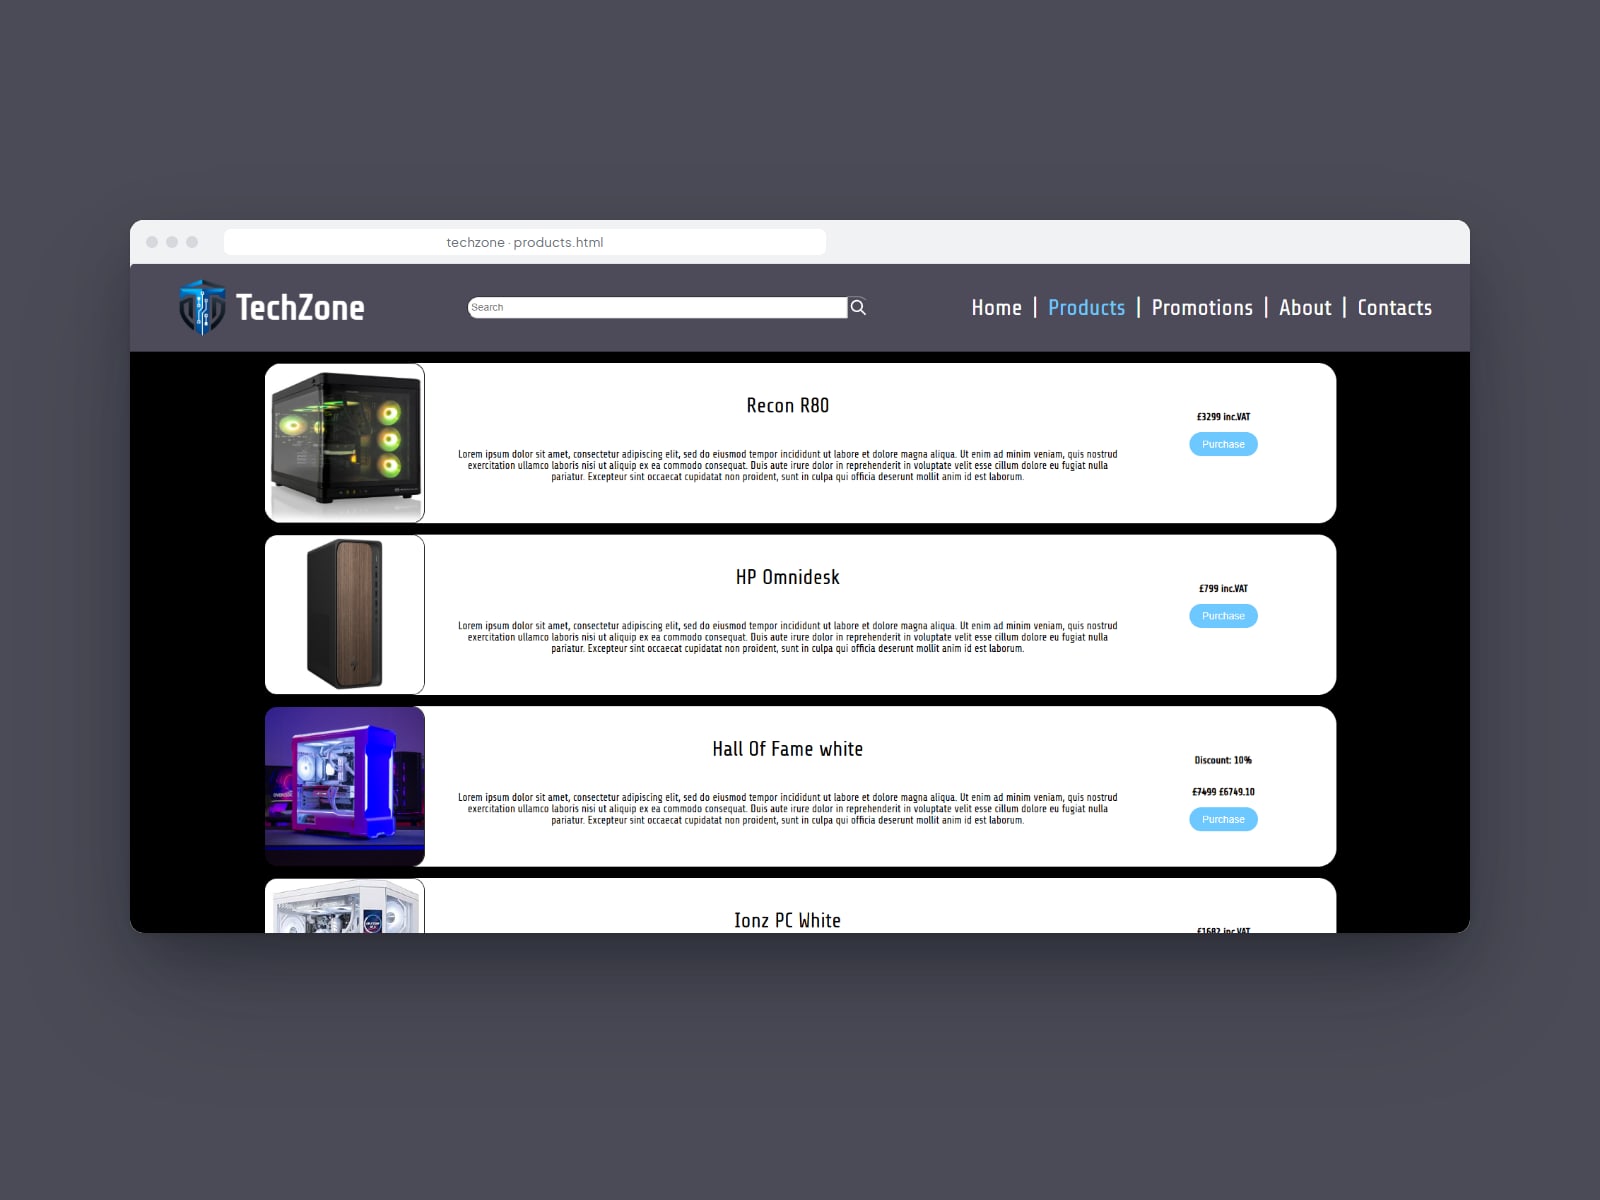 techzone · products.html
TechZone
Search
Home | Products | Promotions | About | Contacts
Recon R80
Lorem ipsum dolor sit amet, consectetur adipiscing elit, sed do eiusmod tempor incididunt ut labore et dolore magna aliqua. Ut enim ad minim veniam, quis nostrud
exercitation ullamco laboris nisi ut aliquip ex ea commodo consequat. Duis aute irure dolor in reprehenderit in voluptate velit esse cillum dolore eu fugiat nulla
pariatur. Excepteur sint occaecat cupidatat non proident, sunt in culpa qui officia deserunt mollit anim id est laborum.
£3299 inc.VAT
Purchase
HP Omnidesk
Lorem ipsum dolor sit amet, consectetur adipiscing elit, sed do eiusmod tempor incididunt ut labore et dolore magna aliqua. Ut enim ad minim veniam, quis nostrud
exercitation ullamco laboris nisi ut aliquip ex ea commodo consequat. Duis aute irure dolor in reprehenderit in voluptate velit esse cillum dolore eu fugiat nulla
pariatur. Excepteur sint occaecat cupidatat non proident, sunt in culpa qui officia deserunt mollit anim id est laborum.
£799 inc.VAT
Purchase
Hall Of Fame white
Lorem ipsum dolor sit amet, consectetur adipiscing elit, sed do eiusmod tempor incididunt ut labore et dolore magna aliqua. Ut enim ad minim veniam, quis nostrud
exercitation ullamco laboris nisi ut aliquip ex ea commodo consequat. Duis aute irure dolor in reprehenderit in voluptate velit esse cillum dolore eu fugiat nulla
pariatur. Excepteur sint occaecat cupidatat non proident, sunt in culpa qui officia deserunt mollit anim id est laborum.
Discount: 10%
£7499 £6749.10
Purchase
Ionz PC White
£1682 inc.VAT